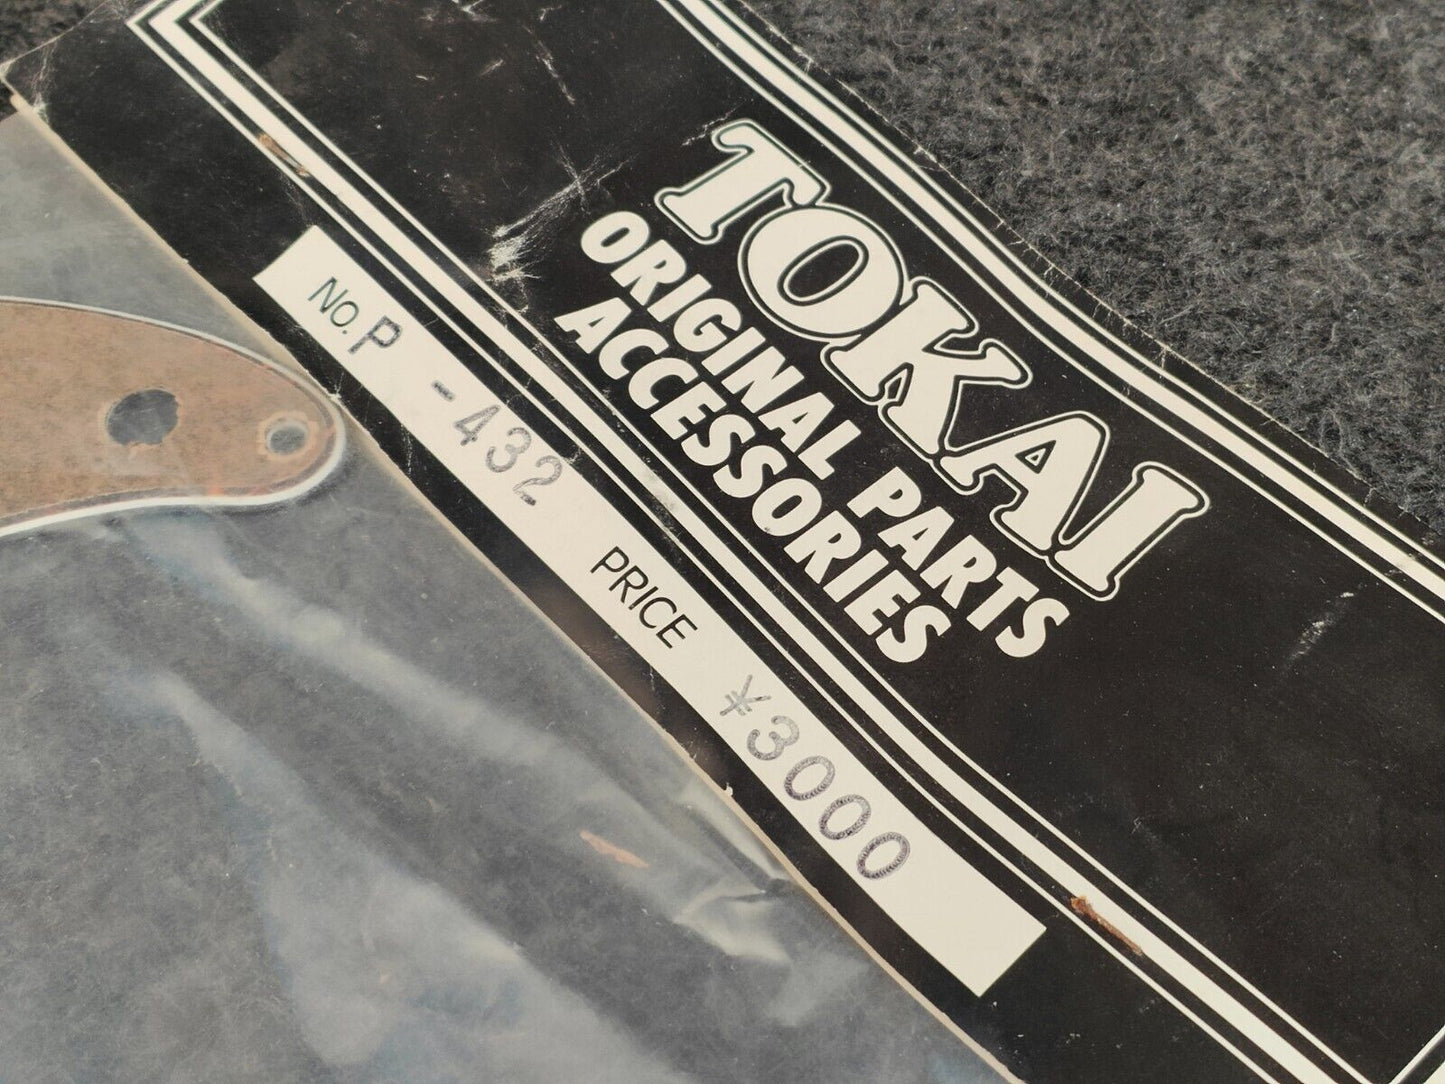 TOKAI
ORIGINAL PARTS
ACCESSORIES
NO. P-432 PRICE ¥3000